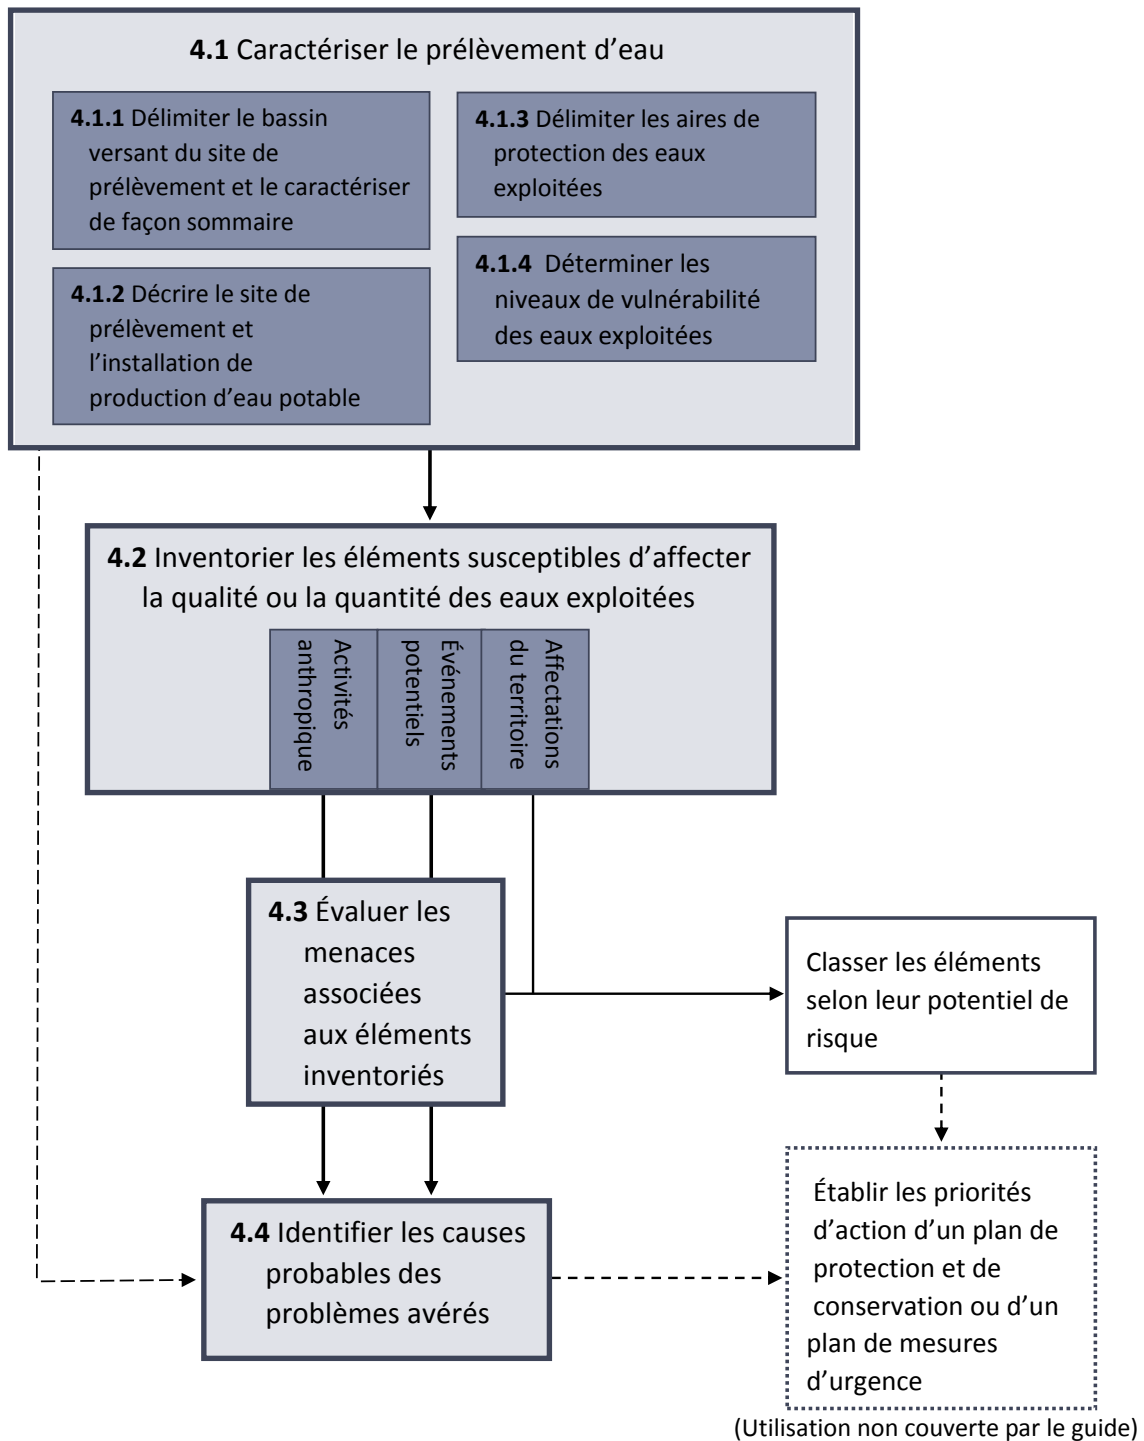 4.1 Caractériser le prélèvement d’eau
4.1.1 Délimiter le bassin
versant du site de
prélèvement et le caractériser
de façon sommaire
4.1.2 Décrire le site de
prélèvement et
l’installation de
production d’eau potable
4.1.3 Délimiter les aires de
protection des eaux
exploitées
4.1.4 Déterminer les
niveaux de vulnérabilité
des eaux exploitées
4.2 Inventorier les éléments susceptibles d’affecter
la qualité ou la quantité des eaux exploitées
Activités
anthropique
Événements
potentiels
Affectations
du territoire
4.3 Évaluer les
menaces
associées
aux éléments
inventoriés
Classer les éléments
selon leur potentiel de
risque
4.4 Identifier les causes
probables des
problèmes avérés
Établir les priorités
d’action d’un plan de
protection et de
conservation ou d’un
plan de mesures
d’urgence
(Utilisation non couverte par le guide)